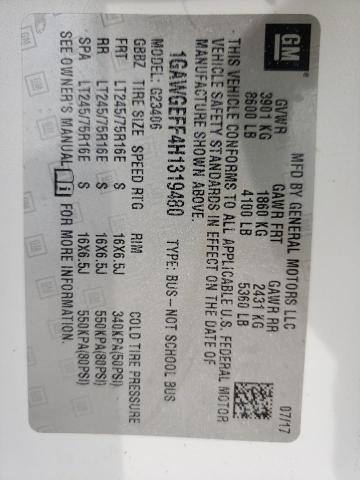 GM
MFD BY GENERAL MOTORS LLC 07/17
GVWR GAWR FRT GAWR RR
3901 KG 1860 KG 2431 KG
8600 LB 4100 LB 5360 LB
THIS VEHICLE CONFORMS TO ALL APPLICABLE U.S. FEDERAL MOTOR
VEHICLE SAFETY STANDARDS IN EFFECT ON THE DATE OF
MANUFACTURE SHOWN ABOVE.
1GAWGEFF4H1319480 TYPE: BUS-NOT SCHOOL BUS
MODEL: G23406
GBBZ TIRE SIZE SPEED RTG RIM COLD TIRE PRESSURE
FRT LT245/75R16E S 16X6.5J 340KPA(50PSI)
RR LT245/75R16E S 16X6.5J 550KPA(80PSI)
SPA LT245/75R16E S 16X6.5J 550KPA(80PSI)
SEE OWNER'S MANUAL i FOR MORE INFORMATION.